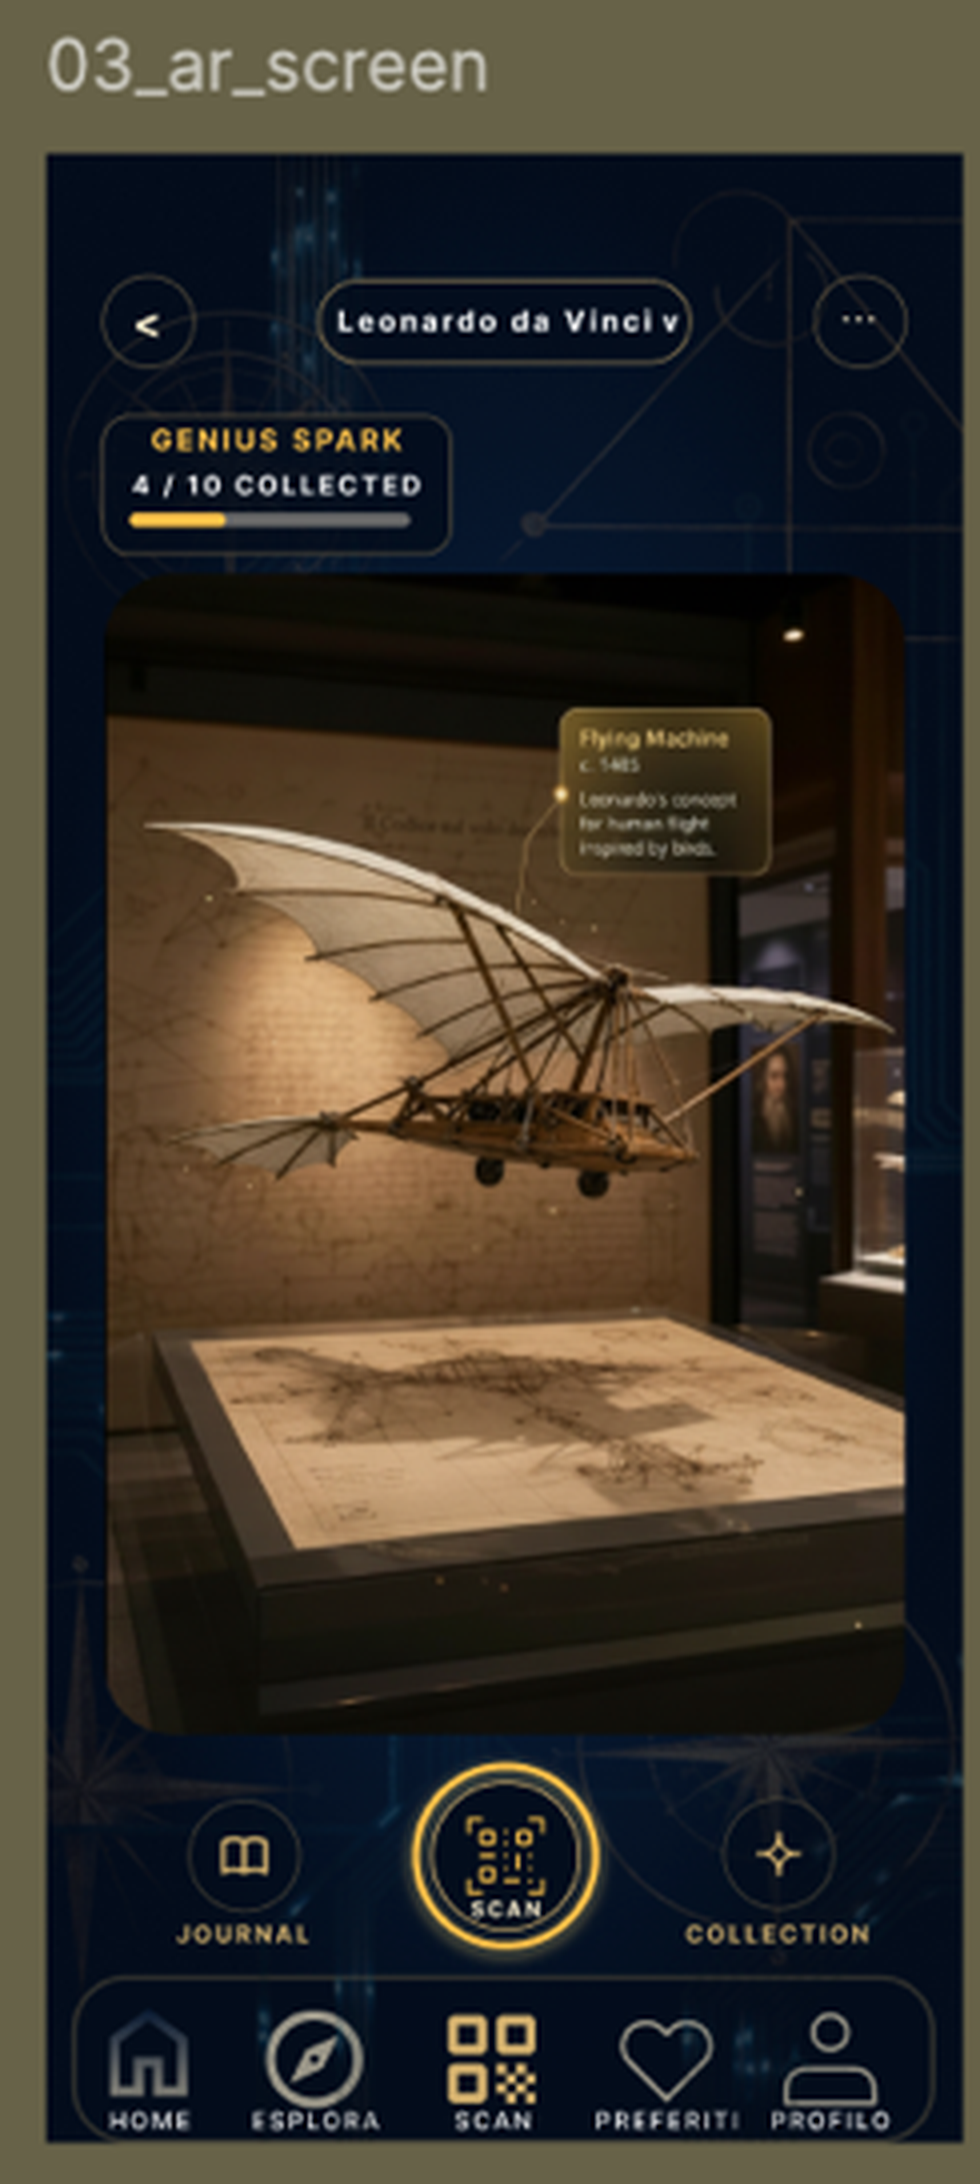 03_ar_screen
<
Leonardo da Vinci v
...
GENIUS SPARK
4 / 10 COLLECTED
Flying Machine
c. 1485
Leonardo's concept
for human flight
inspired by birds.
SCAN
JOURNAL
COLLECTION
HOME
ESPLORA
SCAN
PREFERITI
PROFILO